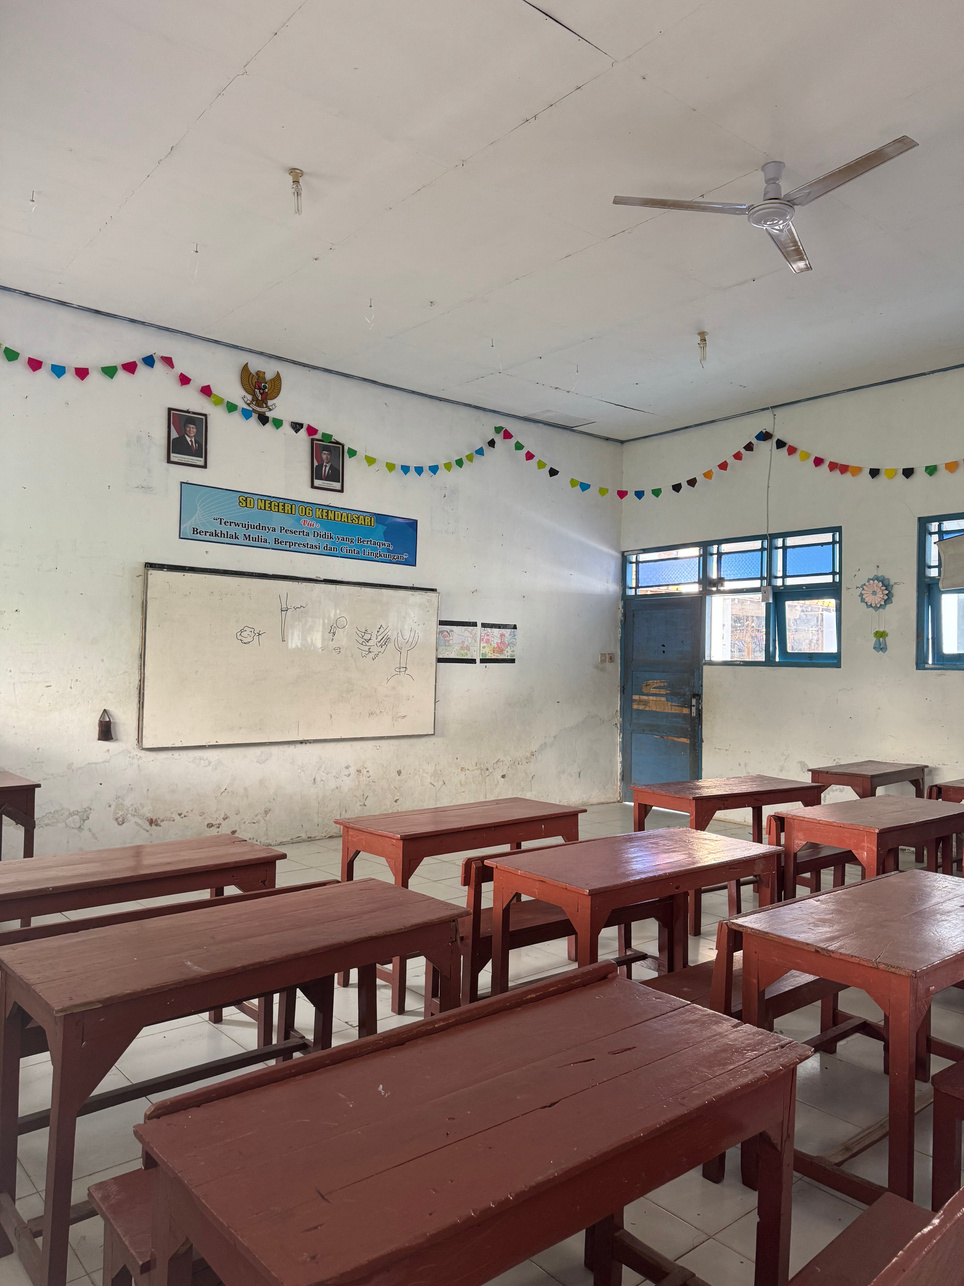 SD NEGERI 06 KENDALSARI
Visi :
"Terwujudnya Peserta Didik yang Bertaqwa,
Berakhlak Mulia, Berprestasi dan Cinta Lingkungan"